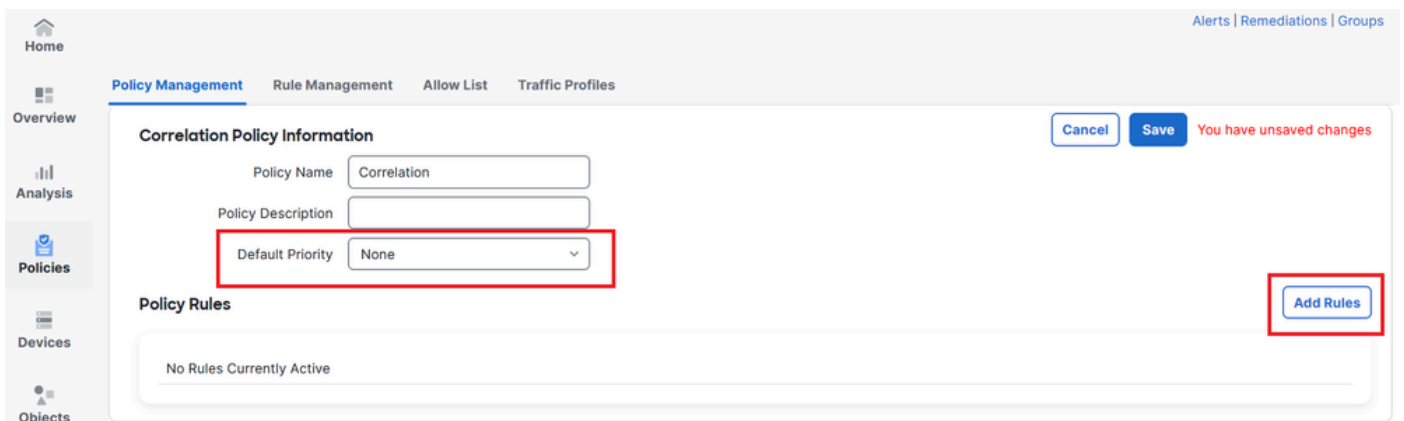 Alerts | Remediations | Groups
Home
Policy Management Rule Management Allow List Traffic Profiles
Overview
Correlation Policy Information
Cancel Save You have unsaved changes
Policy Name Correlation
Analysis
Policy Description
Default Priority None
Policies
Policy Rules
Add Rules
Devices
No Rules Currently Active
Objects